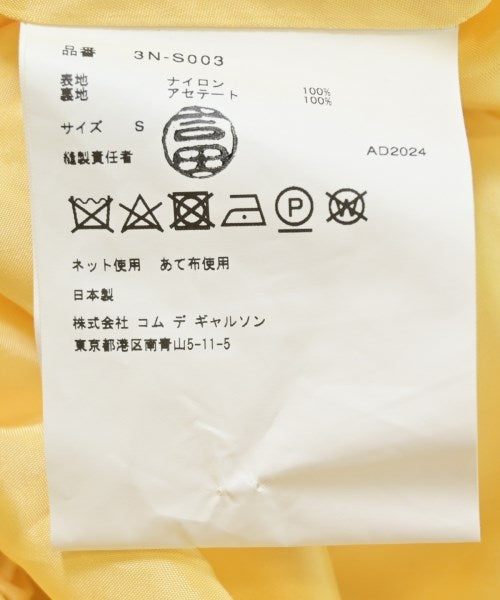 品番 3N-S003
表地 ナイロン 100%
裏地 アセテート 100%
サイズ S
縫製責任者 富田
AD2024
P W
ネット使用 あて布使用
日本製
株式会社 コム デ ギャルソン
東京都港区南青山5-11-5